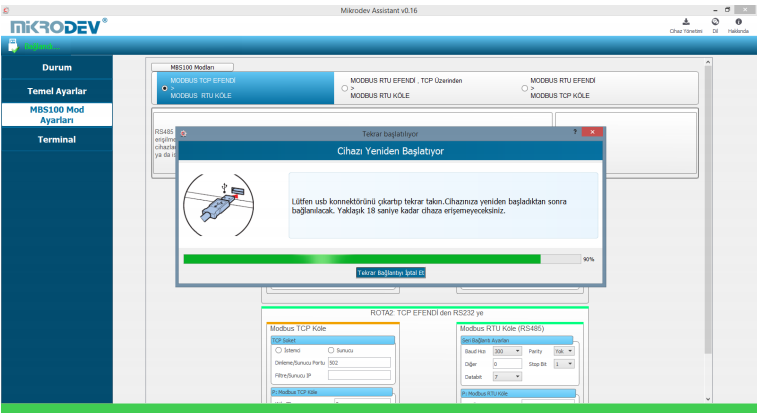 Mikrodev Assistant v0.16
MİKRODEV®
Cihaz Yönetimi Dil Hakkında
Bağlandı...
Durum
Temel Ayarlar
MBS100 Mod
Ayarları
Terminal
MBS100 Modları
MODBUS TCP EFENDİ
>
MODBUS RTU KÖLE
MODBUS RTU EFENDİ , TCP Üzerinden
>
MODBUS RTU KÖLE
MODBUS RTU EFENDİ
>
MODBUS TCP KÖLE
RS485
erişilme
cihazla
ya da
Tekrar başlatılıyor
? ×
Cihazı Yeniden Başlatıyor
Lütfen usb konnektörünü çıkartıp tekrar takın.Cihazınıza yeniden başladıktan sonra
bağlanılacak. Yaklaşık 18 saniye kadar cihaza erişemeyeceksiniz.
90%
Tekrar Bağlantıyı İptal Et
ROTA2: TCP EFENDİ den RS232 ye
Modbus TCP Köle
TCP Soket
İstemci Sunucu
Dinleme/Sunucu Portu 502
Filtre/Sunucu IP
P: Modbus TCP Köle
Modbus RTU Köle (RS485)
Seri Bağlantı Ayarları
Baud Hızı 300 Parity Yok
Diğer 0 Stop Bit 1
Databit 7
P: Modbus RTU Köle